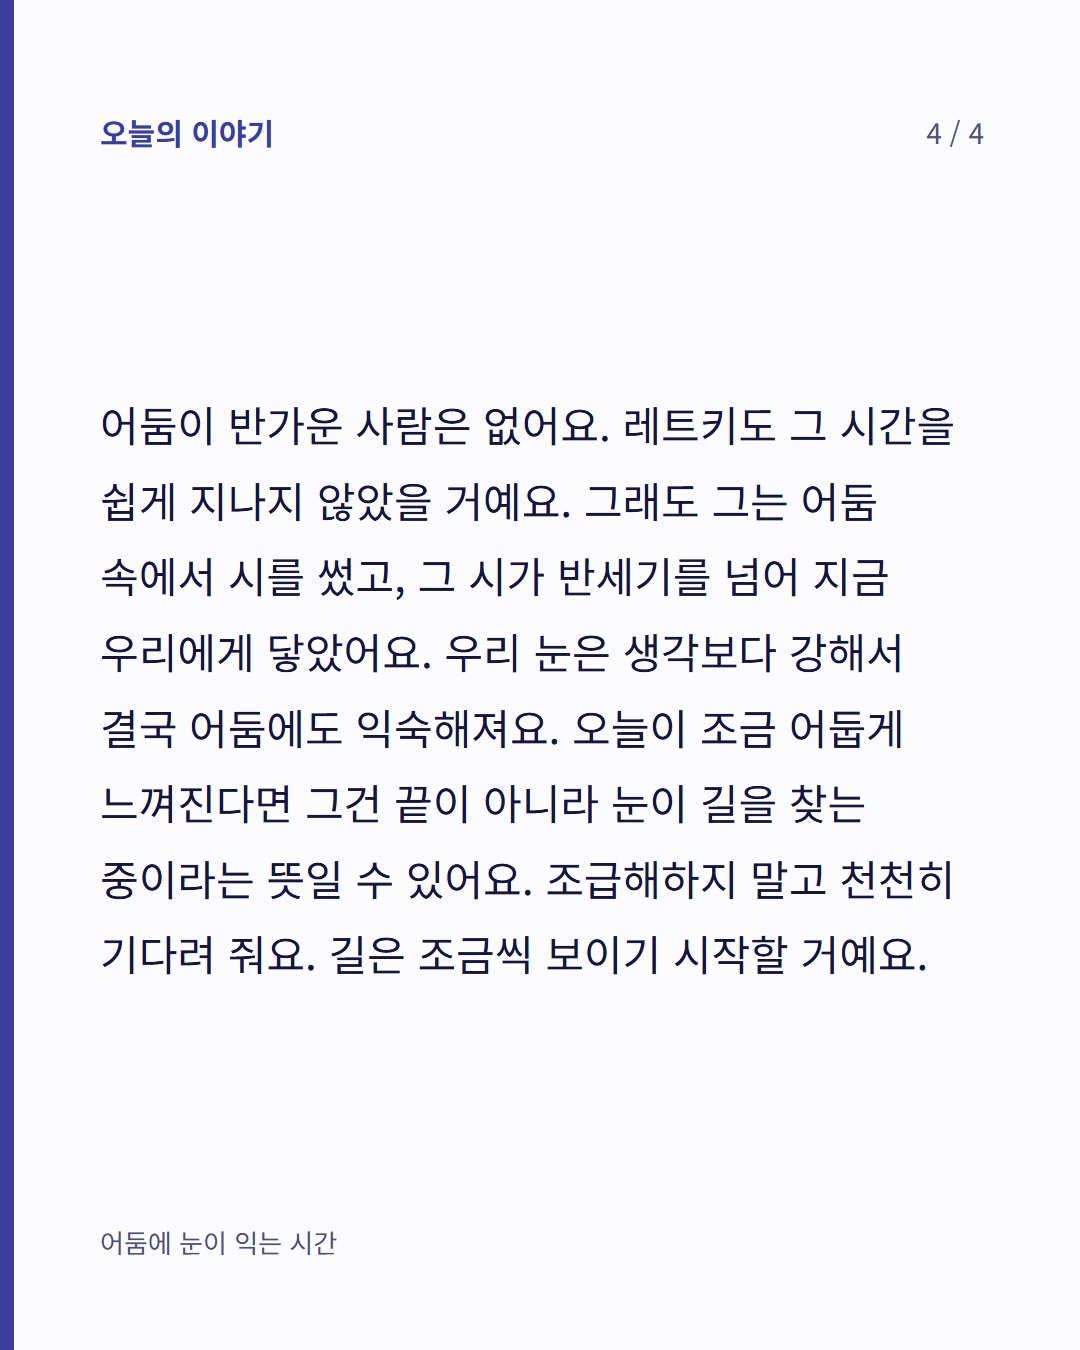 오늘의 이야기
4 / 4
어둠이 반가운 사람은 없어요. 레트키도 그 시간을
쉽게 지나지 않았을 거예요. 그래도 그는 어둠
속에서 시를 썼고, 그 시가 반세기를 넘어 지금
우리에게 닿았어요. 우리 눈은 생각보다 강해서
결국 어둠에도 익숙해져요. 오늘이 조금 어둡게
느껴진다면 그건 끝이 아니라 눈이 길을 찾는
중이라는 뜻일 수 있어요. 조급해하지 말고 천천히
기다려 줘요. 길은 조금씩 보이기 시작할 거예요.
어둠에 눈이 익는 시간